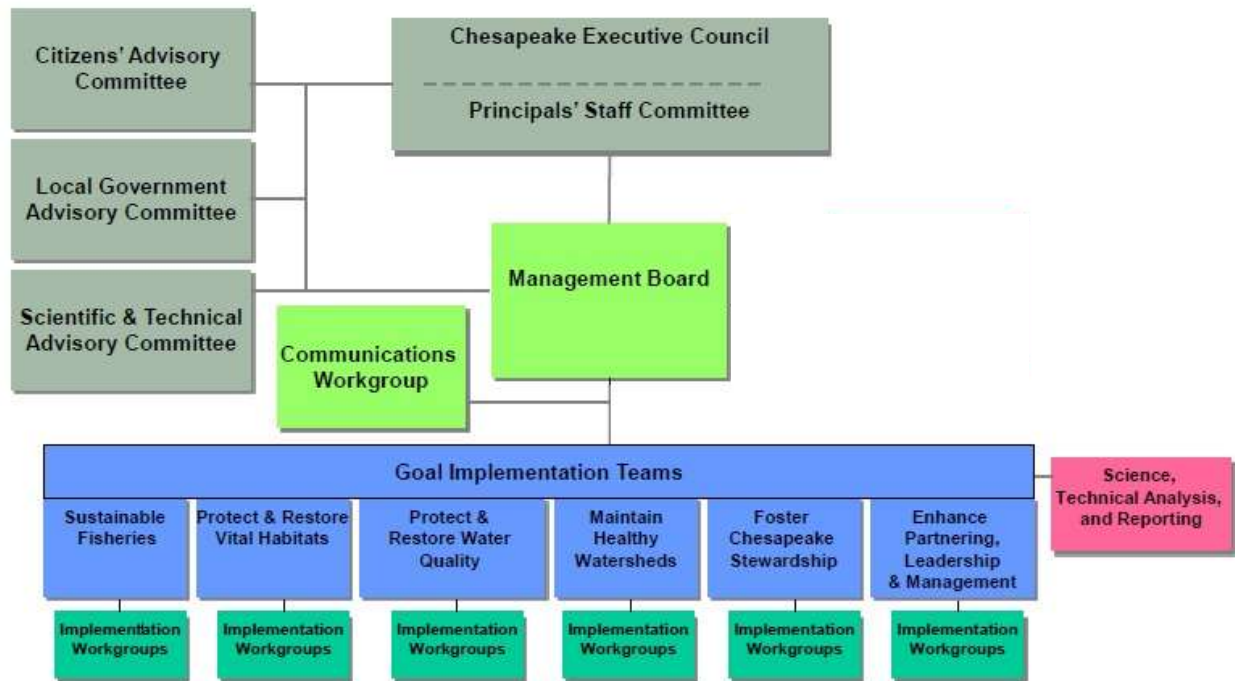 Citizens' Advisory
Committee
Chesapeake Executive Council
Principals' Staff Committee
Local Government
Advisory Committee
Scientific & Technical
Advisory Committee
Management Board
Communications
Workgroup
Goal Implementation Teams
Science,
Technical Analysis,
and Reporting
Sustainable
Fisheries
Protect & Restore
Vital Habitats
Protect &
Restore Water
Quality
Maintain
Healthy
Watersheds
Foster
Chesapeake
Stewardship
Enhance
Partnering,
Leadership
& Management
Implementation
Workgroups
Implementation
Workgroups
Implementation
Workgroups
Implementation
Workgroups
Implementation
Workgroups
Implementation
Workgroups